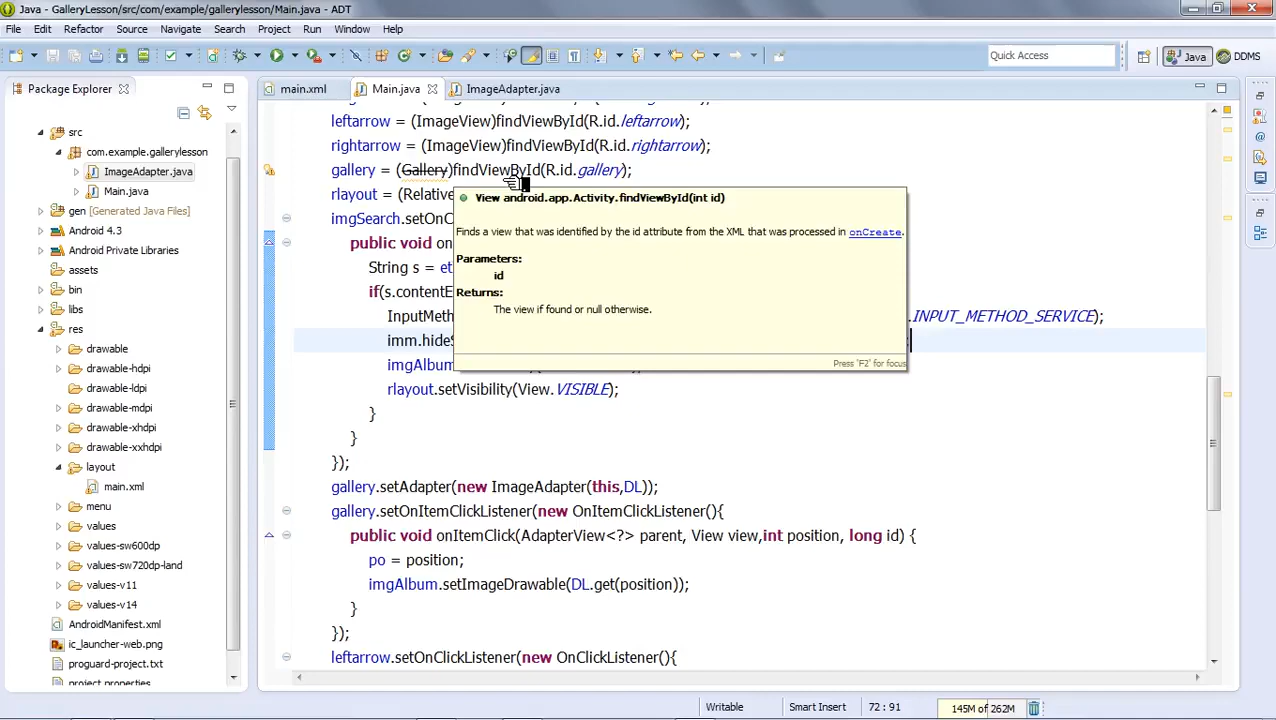 Java - GalleryLesson/src/com/example/gallerylesson/Main.java - ADT
File Edit Refactor Source Navigate Search Project Run Window Help
Quick Access Java DDMS
Package Explorer main.xml Main.java ImageAdapter.java
src
com.example.gallerylesson
ImageAdapter.java
Main.java
gen [Generated Java Files]
Android 4.3
Android Private Libraries
assets
bin
libs
res
drawable
drawable-hdpi
drawable-ldpi
drawable-mdpi
drawable-xhdpi
drawable-xxhdpi
layout
main.xml
menu
values
values-sw600dp
values-sw720dp-land
values-v11
values-v14
AndroidManifest.xml
ic_launcher-web.png
proguard-project.txt
project.properties
leftarrow = (ImageView)findViewById(R.id.leftarrow);
rightarrow = (ImageView)findViewById(R.id.rightarrow);
gallery = (Gallery)findViewById(R.id.gallery);
rlayout = (Relative
imgSearch.setOnC
public void on
String s = et
if(s.contentE
InputMeth .INPUT_METHOD_SERVICE);
imm.hideS
imgAlbum
rlayout.setVisibility(View.VISIBLE);
}
}
});
gallery.setAdapter(new ImageAdapter(this,DL));
gallery.setOnItemClickListener(new OnItemClickListener(){
public void onItemClick(AdapterView<?> parent, View view,int position, long id) {
po = position;
imgAlbum.setImageDrawable(DL.get(position));
}
});
leftarrow.setOnClickListener(new OnClickListener(){
View android.app.Activity.findViewById(int id)
Finds a view that was identified by the id attribute from the XML that was processed in onCreate.
Parameters:
id
Returns:
The view if found or null otherwise.
Press 'F2' for focus
Writable Smart Insert 72 : 91 145M of 262M